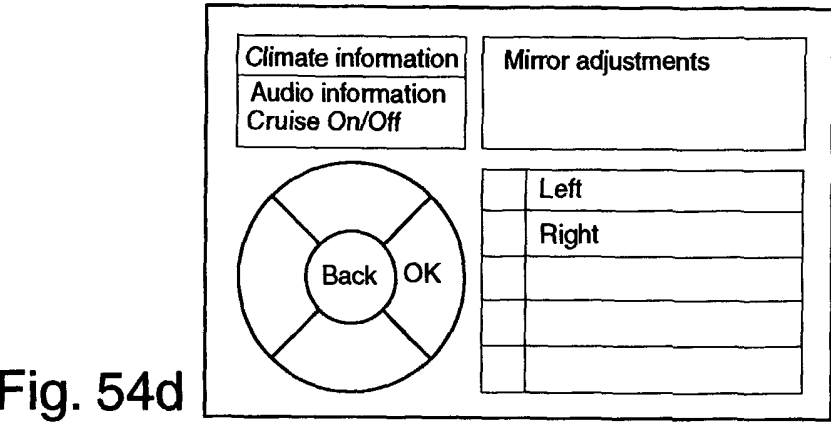 Climate information
Audio information
Cruise On/Off
Mirror adjustments
Back
OK
Left
Right
Fig. 54d